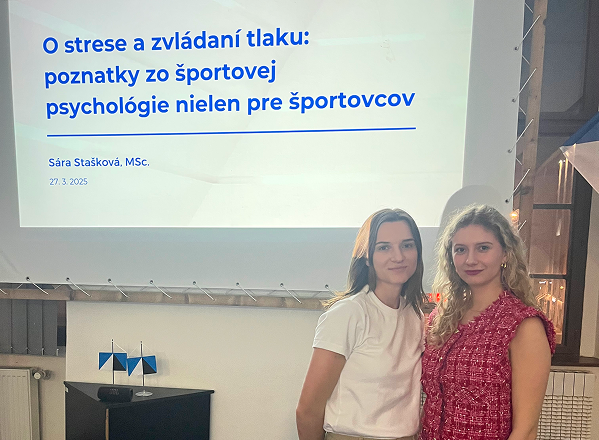 O strese a zvládaní tlaku:
poznatky zo športovej
psychológie nielen pre športovcov
Sára Stašková, MSc.
27. 3. 2025